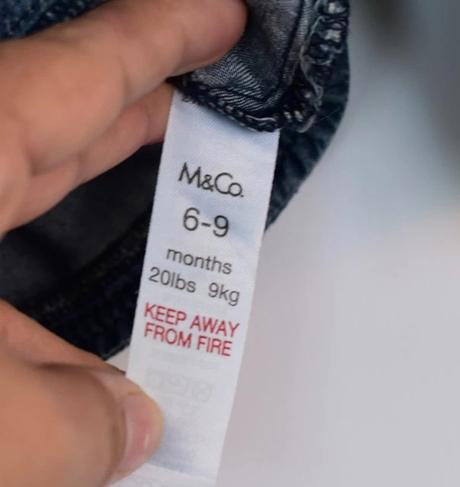 M&Co.
6-9
months
20lbs 9kg
KEEP AWAY
FROM FIRE